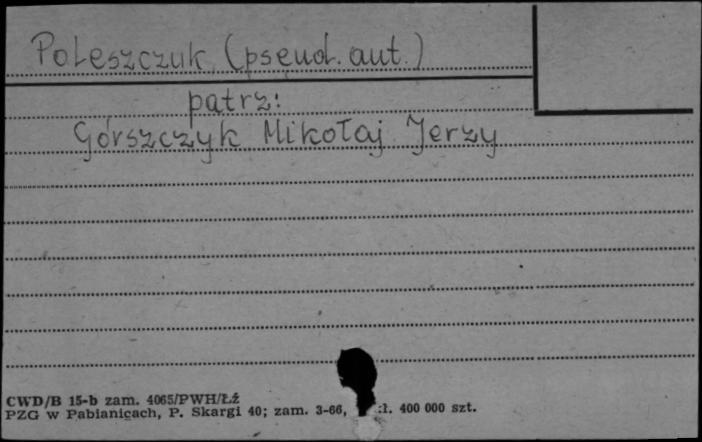 Poleszczuk (pseud. aut.)
patrz:
Górszczyk Mikołaj Jerzy
CWD/B 15-b zam. 4065/PWH/Łź
PZG w Pabianicach, P. Skargi 40; zam. 3-66, ł. 400 000 szt.